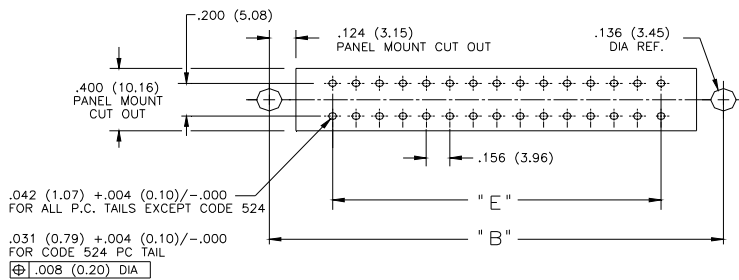 .200 (5.08)
.124 (3.15)
PANEL MOUNT CUT OUT
.136 (3.45)
DIA REF.
.400 (10.16)
PANEL MOUNT
CUT OUT
.156 (3.96)
.042 (1.07) +.004 (0.10)/-.000
FOR ALL P.C. TAILS EXCEPT CODE 524
"E"
.031 (0.79) +.004 (0.10)/-.000
FOR CODE 524 PC TAIL
"B"
⌖ .008 (0.20) DIA